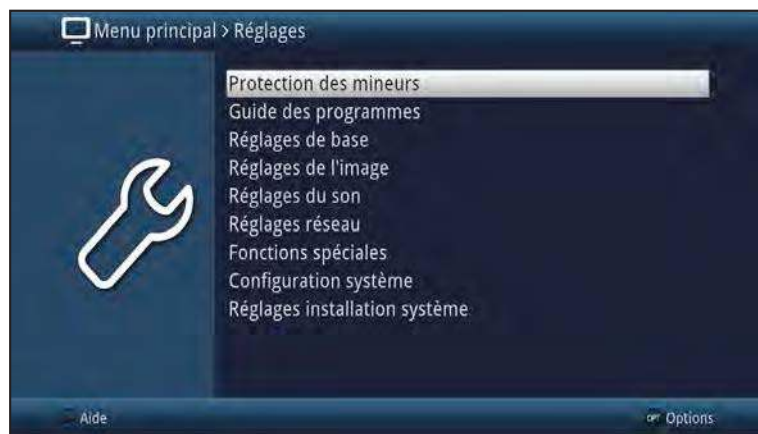 Menu principal > Réglages
Protection des mineurs
Guide des programmes
Réglages de base
Réglages de l'image
Réglages du son
Réglages réseau
Fonctions spéciales
Configuration système
Réglages installation système
Aide
OPT Options